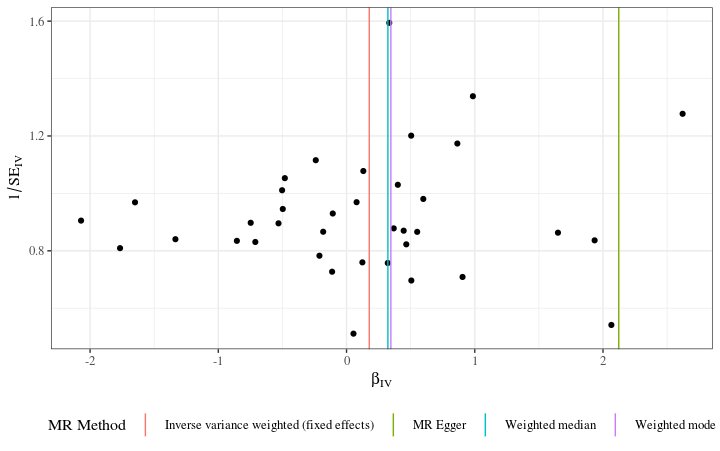 1.6
1.2
0.8
1/SE_IV
-2
-1
0
1
2
β_IV
MR Method
Inverse variance weighted (fixed effects)
MR Egger
Weighted median
Weighted mode